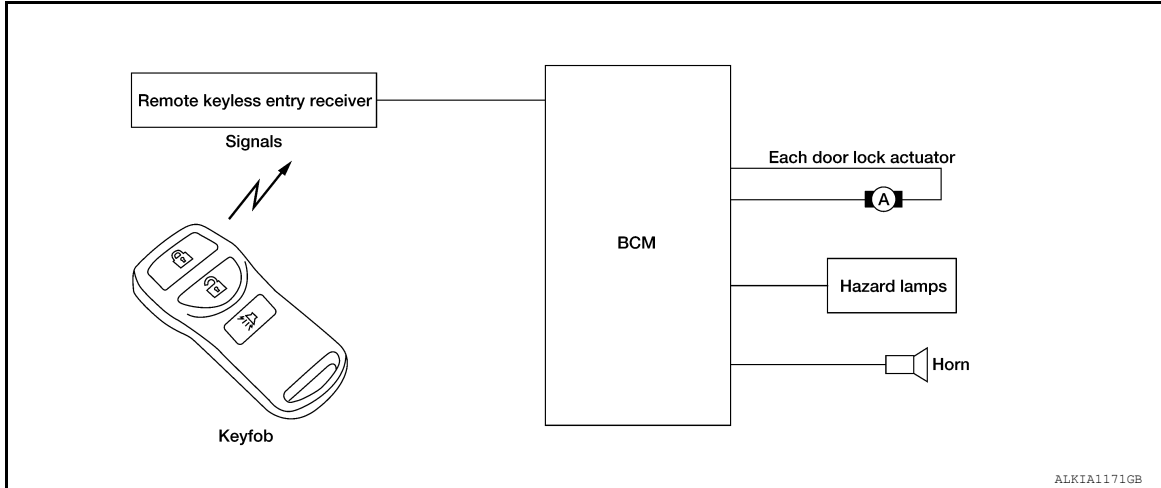 Remote keyless entry receiver
Signals
Each door lock actuator
A
BCM
Hazard lamps
Horn
Keyfob
ALKIA1171GB